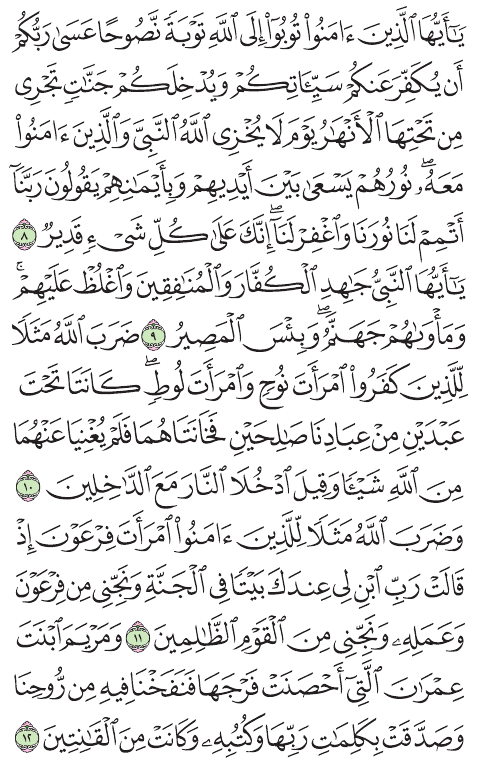 يَٰٓأَيُّهَا ٱلَّذِينَ ءَامَنُوا۟ تُوبُوٓا۟ إِلَى ٱللَّهِ تَوْبَةً نَّصُوحًا عَسَىٰ رَبُّكُمْ
أَن يُكَفِّرَ عَنكُمْ سَيِّـَٔاتِكُمْ وَيُدْخِلَكُمْ جَنَّٰتٍ تَجْرِى
مِن تَحْتِهَا ٱلْأَنْهَٰرُ يَوْمَ لَا يُخْزِى ٱللَّهُ ٱلنَّبِىَّ وَٱلَّذِينَ ءَامَنُوا۟
مَعَهُۥ ۖ نُورُهُمْ يَسْعَىٰ بَيْنَ أَيْدِيهِمْ وَبِأَيْمَٰنِهِمْ يَقُولُونَ رَبَّنَآ
أَتْمِمْ لَنَا نُورَنَا وَٱغْفِرْ لَنَآ ۖ إِنَّكَ عَلَىٰ كُلِّ شَىْءٍ قَدِيرٌ ٨
يَٰٓأَيُّهَا ٱلنَّبِىُّ جَٰهِدِ ٱلْكُفَّارَ وَٱلْمُنَٰفِقِينَ وَٱغْلُظْ عَلَيْهِمْ ۚ
وَمَأْوَىٰهُمْ جَهَنَّمُ ۖ وَبِئْسَ ٱلْمَصِيرُ ٩ ضَرَبَ ٱللَّهُ مَثَلًا
لِّلَّذِينَ كَفَرُوا۟ ٱمْرَأَتَ نُوحٍ وَٱمْرَأَتَ لُوطٍ ۖ كَانَتَا تَحْتَ
عَبْدَيْنِ مِنْ عِبَادِنَا صَٰلِحَيْنِ فَخَانَتَاهُمَا فَلَمْ يُغْنِيَا عَنْهُمَا
مِنَ ٱللَّهِ شَيْـًٔا وَقِيلَ ٱدْخُلَا ٱلنَّارَ مَعَ ٱلدَّٰخِلِينَ ١٠
وَضَرَبَ ٱللَّهُ مَثَلًا لِّلَّذِينَ ءَامَنُوا۟ ٱمْرَأَتَ فِرْعَوْنَ إِذْ
قَالَتْ رَبِّ ٱبْنِ لِى عِندَكَ بَيْتًا فِى ٱلْجَنَّةِ وَنَجِّنِى مِن فِرْعَوْنَ
وَعَمَلِهِۦ وَنَجِّنِى مِنَ ٱلْقَوْمِ ٱلظَّٰلِمِينَ ١١ وَمَرْيَمَ ٱبْنَتَ
عِمْرَٰنَ ٱلَّتِىٓ أَحْصَنَتْ فَرْجَهَا فَنَفَخْنَا فِيهِ مِن رُّوحِنَا
وَصَدَّقَتْ بِكَلِمَٰتِ رَبِّهَا وَكُتُبِهِۦ وَكَانَتْ مِنَ ٱلْقَٰنِتِينَ ١٢